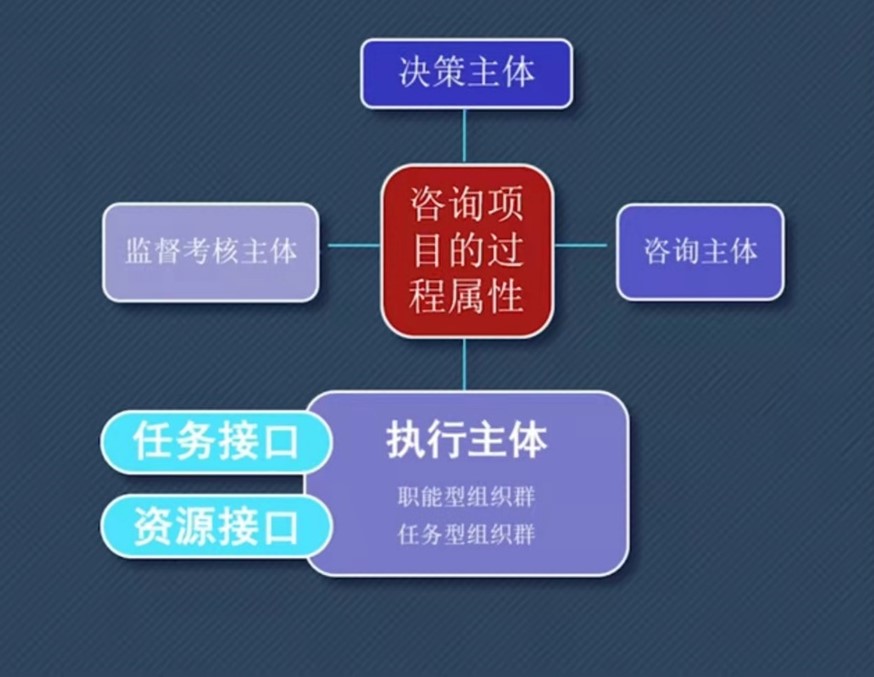 决策主体
监督考核主体
咨询项
目的过
程属性
咨询主体
任务接口
资源接口
执行主体
职能型组织群
任务型组织群